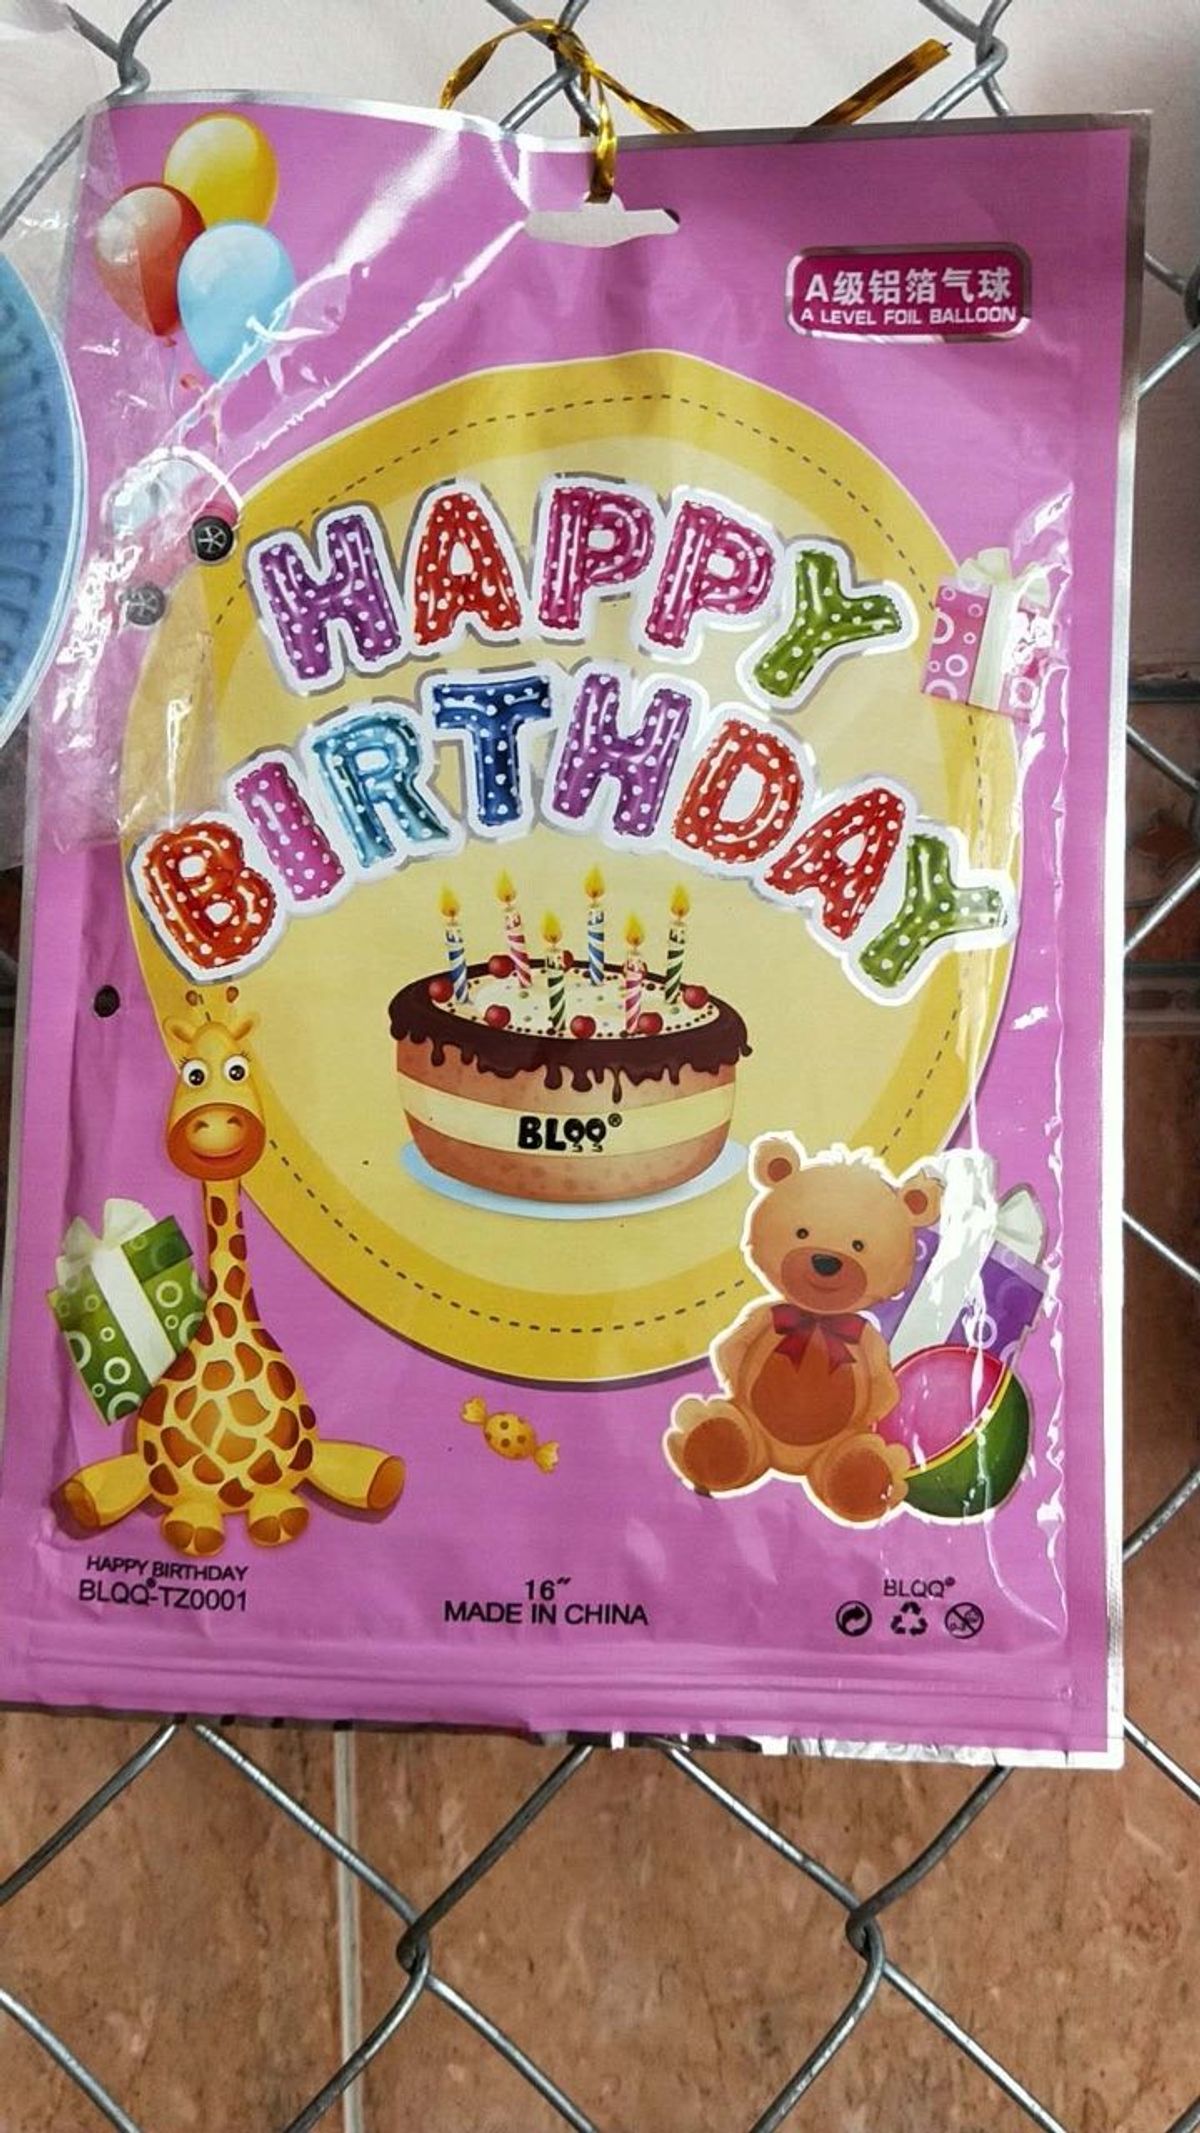 A级铝箔气球
A LEVEL FOIL BALLOON
HAPPY
BIRTHDAY
BLQQ®
HAPPY BIRTHDAY
BLQQ®-TZ0001
16″
MADE IN CHINA
BLQQ®